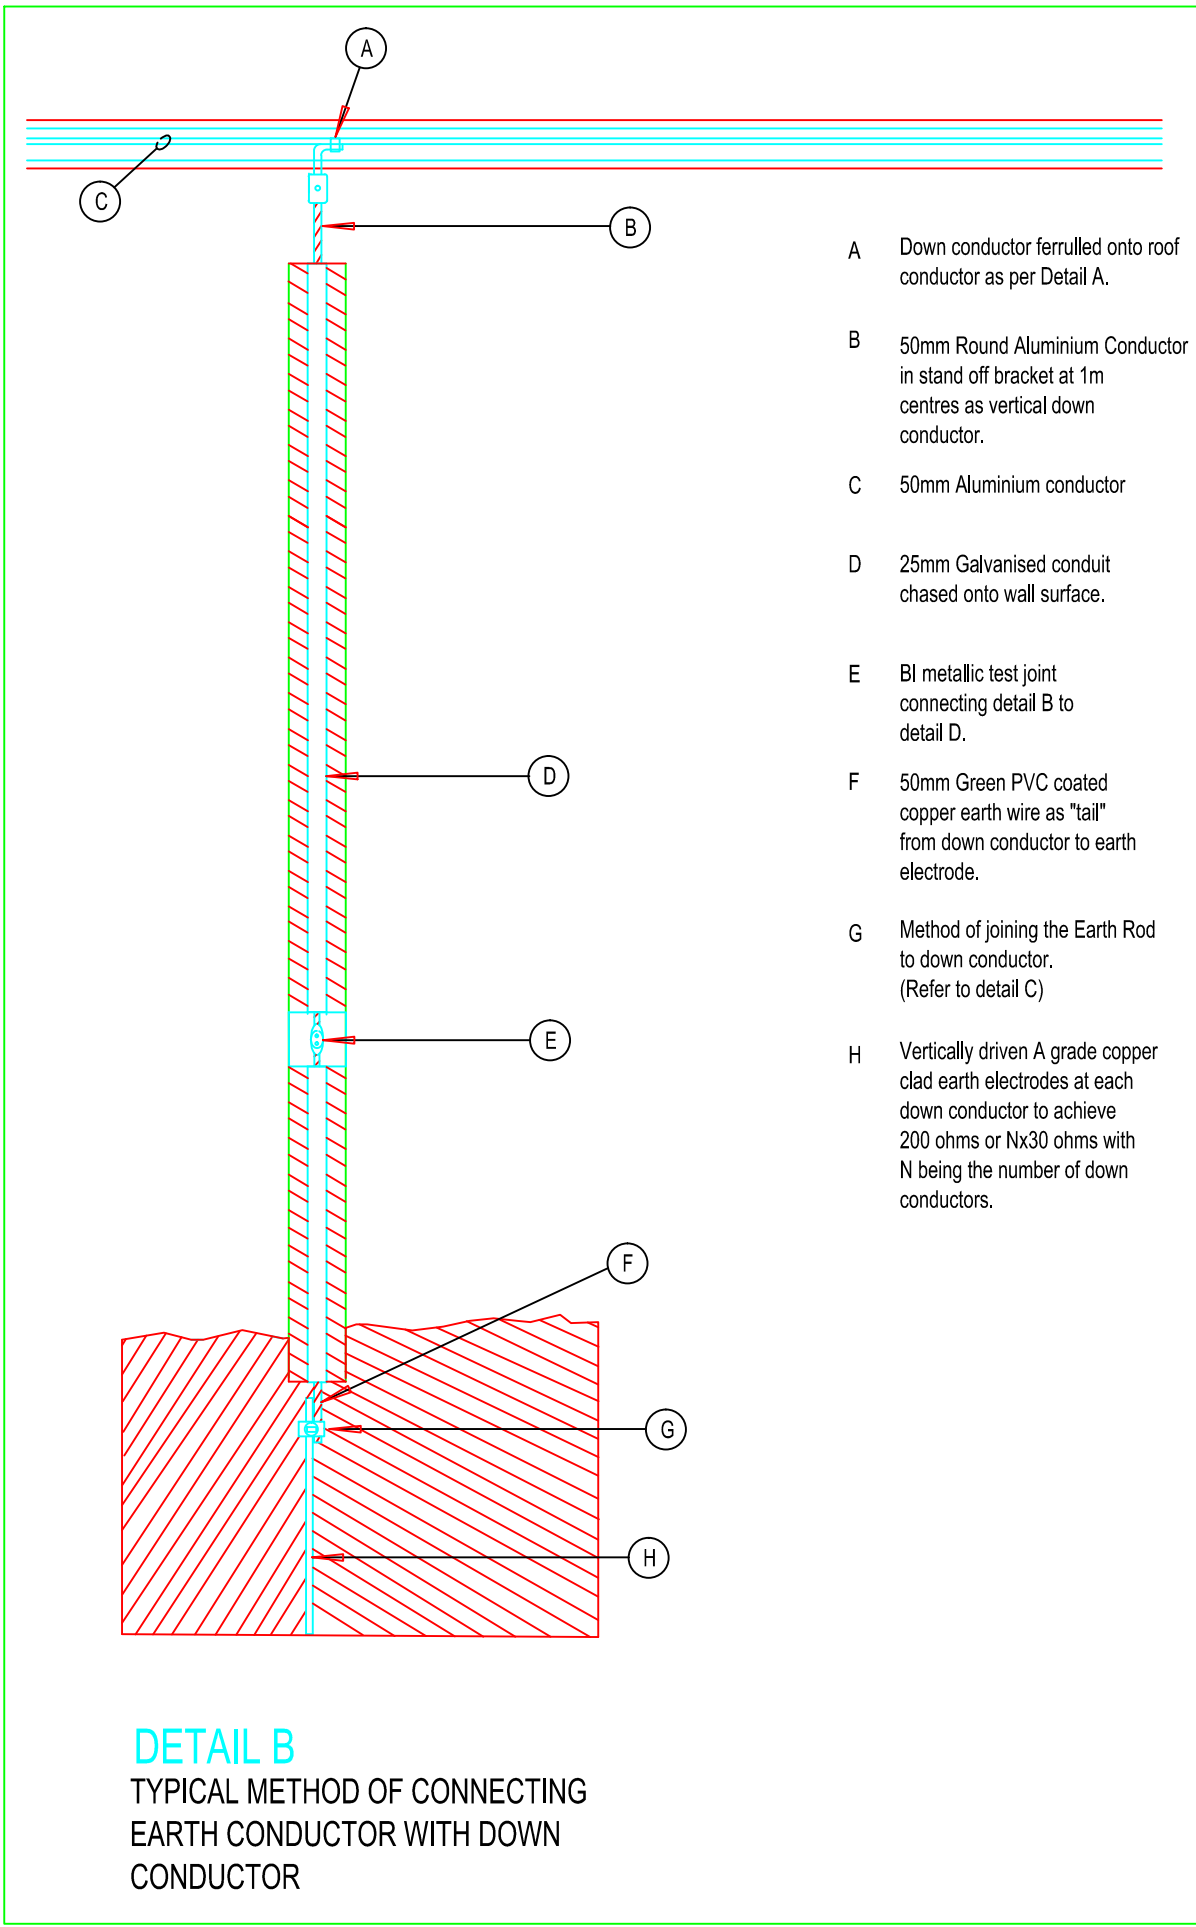 A
C
B
D
E
F
G
H
A Down conductor ferrulled onto roof
conductor as per Detail A.
B 50mm Round Aluminium Conductor
in stand off bracket at 1m
centres as vertical down
conductor.
C 50mm Aluminium conductor
D 25mm Galvanised conduit
chased onto wall surface.
E BI metallic test joint
connecting detail B to
detail D.
F 50mm Green PVC coated
copper earth wire as "tail"
from down conductor to earth
electrode.
G Method of joining the Earth Rod
to down conductor.
(Refer to detail C)
H Vertically driven A grade copper
clad earth electrodes at each
down conductor to achieve
200 ohms or Nx30 ohms with
N being the number of down
conductors.
DETAIL B
TYPICAL METHOD OF CONNECTING
EARTH CONDUCTOR WITH DOWN
CONDUCTOR